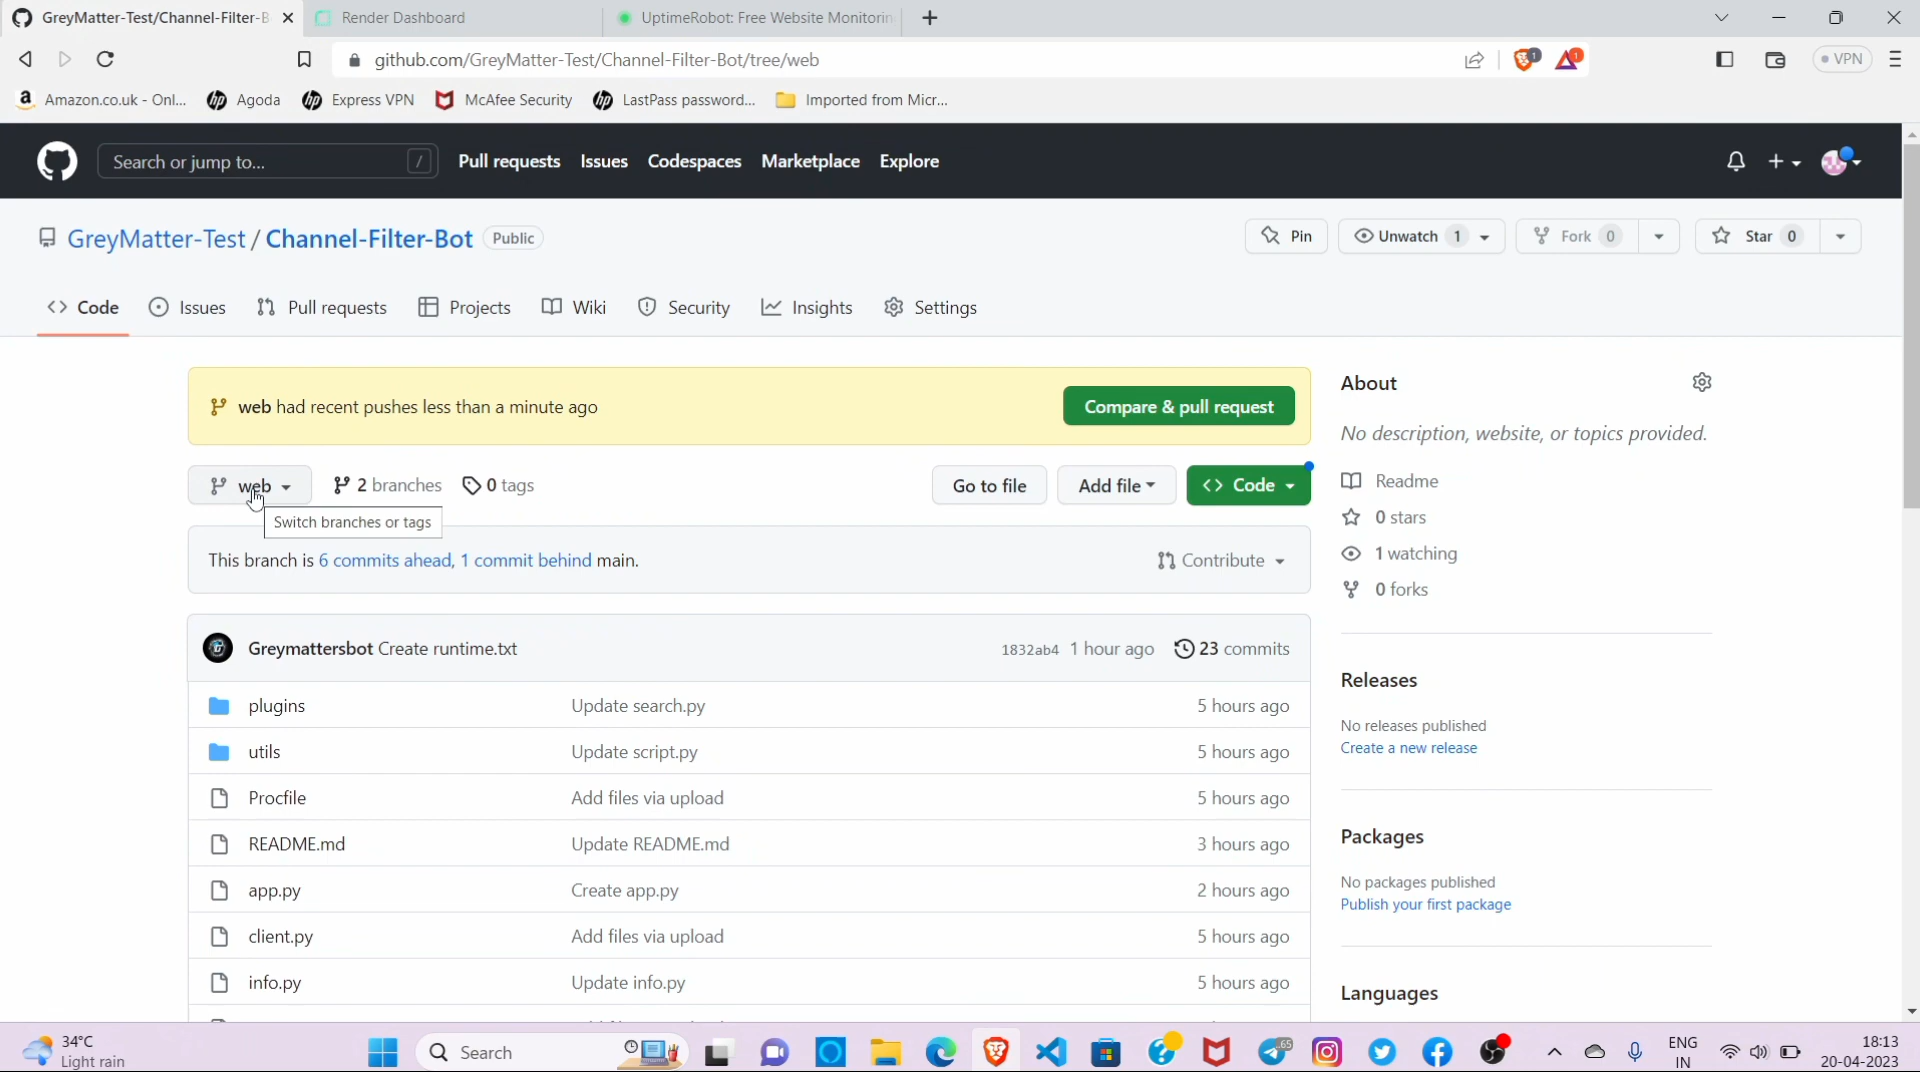 GreyMatter-Test/Channel-Filter-B
Render Dashboard
UptimeRobot: Free Website Monitorin
github.com/GreyMatter-Test/Channel-Filter-Bot/tree/web
1
1
VPN
Amazon.co.uk - Onl...
Agoda
Express VPN
McAfee Security
LastPass password...
Imported from Micr...
Search or jump to...
/
Pull requests
Issues
Codespaces
Marketplace
Explore
GreyMatter-Test / Channel-Filter-Bot
Public
Pin
Unwatch 1
Fork 0
Star 0
Code
Issues
Pull requests
Projects
Wiki
Security
Insights
Settings
web had recent pushes less than a minute ago
Compare & pull request
web
2 branches
0 tags
Go to file
Add file
Code
Switch branches or tags
This branch is 6 commits ahead, 1 commit behind main.
Contribute
Greymattersbot Create runtime.txt
1832ab4 1 hour ago
23 commits
plugins Update search.py 5 hours ago
utils Update script.py 5 hours ago
Procfile Add files via upload 5 hours ago
README.md Update README.md 3 hours ago
app.py Create app.py 2 hours ago
client.py Add files via upload 5 hours ago
info.py Update info.py 5 hours ago
About
No description, website, or topics provided.
Readme
0 stars
1 watching
0 forks
Releases
No releases published
Create a new release
Packages
No packages published
Publish your first package
Languages
34°C
Light rain
Search
65
ENG
IN
18:13
20-04-2023